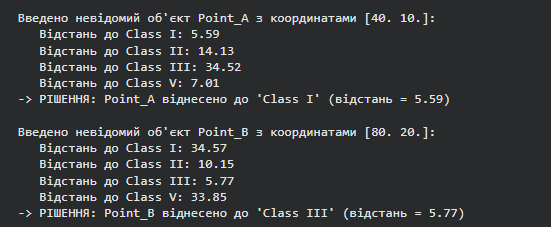 Введено невідомий об'єкт Point_A з координатами [40. 10.]:
Відстань до Class I: 5.59
Відстань до Class II: 14.13
Відстань до Class III: 34.52
Відстань до Class V: 7.01
-> РІШЕННЯ: Point_A віднесено до 'Class I' (відстань = 5.59)
Введено невідомий об'єкт Point_B з координатами [80. 20.]:
Відстань до Class I: 34.57
Відстань до Class II: 10.15
Відстань до Class III: 5.77
Відстань до Class V: 33.85
-> РІШЕННЯ: Point_B віднесено до 'Class III' (відстань = 5.77)